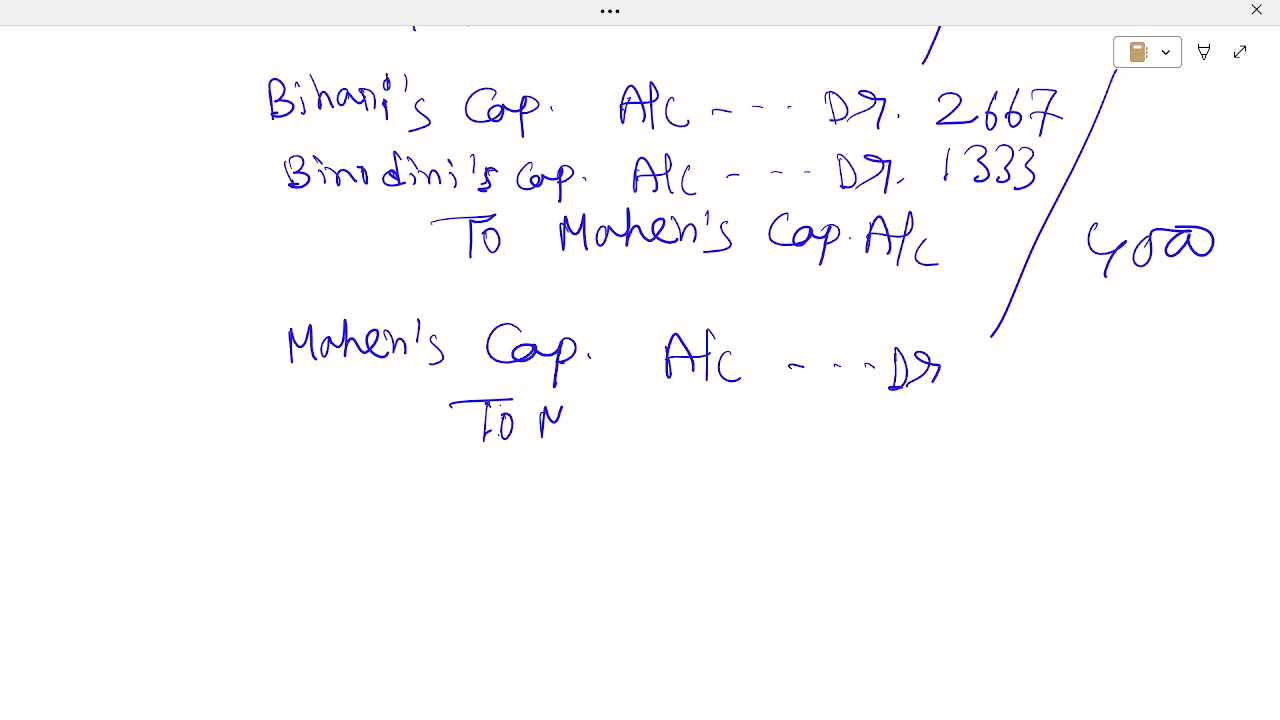 Bihari's Cap. A/c --- Dr. 2667
Binodini's Cap. A/c --- Dr. 1333
To Mahen's Cap. A/c 4000
Mahen's Cap. A/c ---- Dr
To M